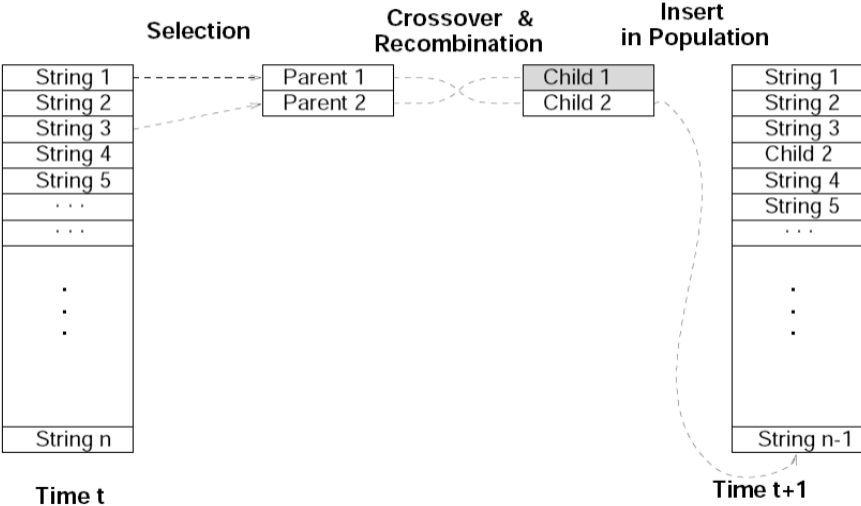 Selection
Crossover &
Recombination
Insert
in Population
String 1
String 2
String 3
String 4
String 5
. . .
. . .
.
.
.
String n
Time t
Parent 1
Parent 2
Child 1
Child 2
String 1
String 2
String 3
Child 2
String 4
String 5
. . .
.
.
.
String n-1
Time t+1